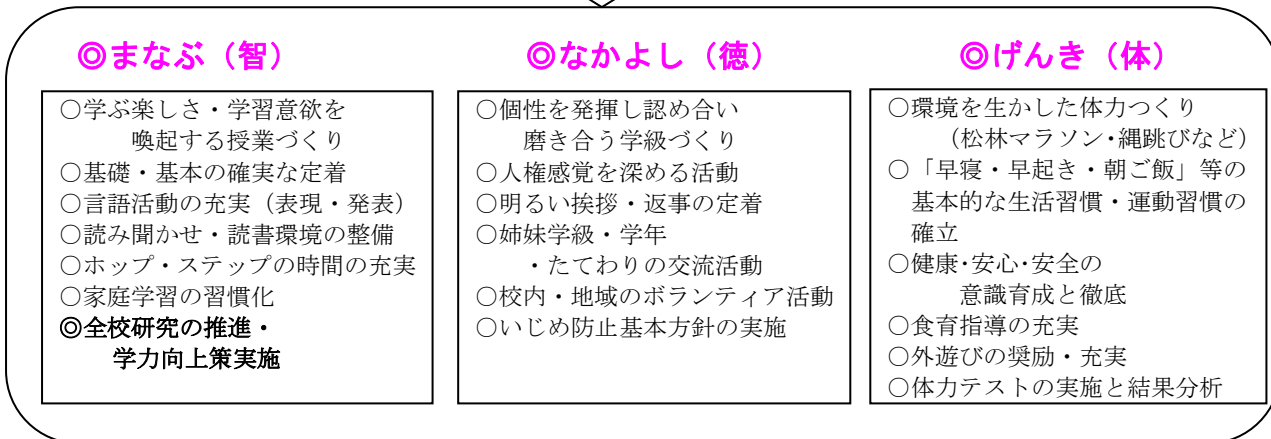 ◎まなぶ（智）
○学ぶ楽しさ・学習意欲を
喚起する授業づくり
○基礎・基本の確実な定着
○言語活動の充実（表現・発表）
○読み聞かせ・読書環境の整備
○ホップ・ステップの時間の充実
○家庭学習の習慣化
◎全校研究の推進・
学力向上策実施
◎なかよし（徳）
○個性を発揮し認め合い
磨き合う学級づくり
○人権感覚を深める活動
○明るい挨拶・返事の定着
○姉妹学級・学年
・たてわりの交流活動
○校内・地域のボランティア活動
○いじめ防止基本方針の実施
◎げんき（体）
○環境を生かした体力つくり
（松林マラソン・縄跳びなど）
○「早寝・早起き・朝ご飯」等の
基本的な生活習慣・運動習慣の
確立
○健康・安心・安全の
意識育成と徹底
○食育指導の充実
○外遊びの奨励・充実
○体力テストの実施と結果分析